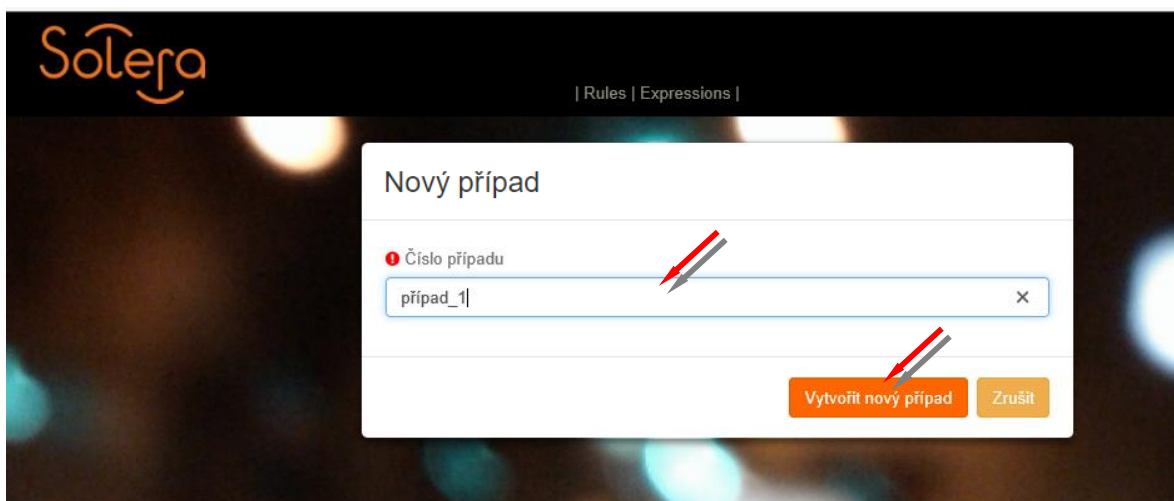 Solera
| Rules | Expressions |
Nový případ
Číslo případu
případ_1
Vytvořit nový případ
Zrušit